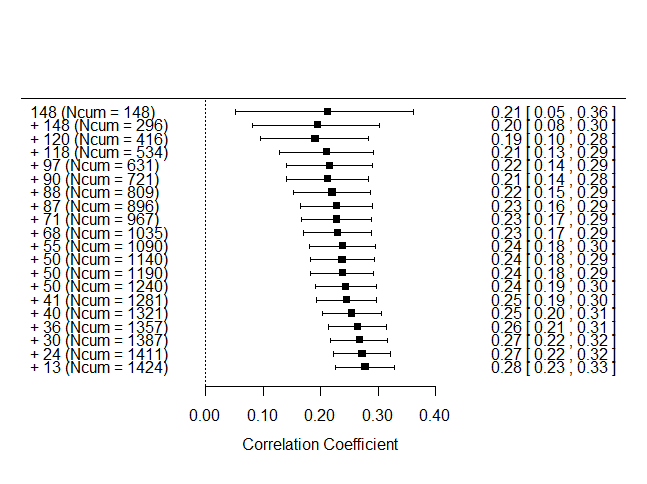 148 (Ncum = 148) 0.21 [ 0.05 , 0.36 ]
+ 148 (Ncum = 296) 0.20 [ 0.08 , 0.30 ]
+ 120 (Ncum = 416) 0.19 [ 0.10 , 0.28 ]
+ 118 (Ncum = 534) 0.21 [ 0.13 , 0.29 ]
+ 97 (Ncum = 631) 0.22 [ 0.14 , 0.29 ]
+ 90 (Ncum = 721) 0.21 [ 0.14 , 0.28 ]
+ 88 (Ncum = 809) 0.22 [ 0.15 , 0.29 ]
+ 87 (Ncum = 896) 0.23 [ 0.16 , 0.29 ]
+ 71 (Ncum = 967) 0.23 [ 0.17 , 0.29 ]
+ 68 (Ncum = 1035) 0.23 [ 0.17 , 0.29 ]
+ 55 (Ncum = 1090) 0.24 [ 0.18 , 0.30 ]
+ 50 (Ncum = 1140) 0.24 [ 0.18 , 0.29 ]
+ 50 (Ncum = 1190) 0.24 [ 0.18 , 0.29 ]
+ 50 (Ncum = 1240) 0.24 [ 0.19 , 0.30 ]
+ 41 (Ncum = 1281) 0.25 [ 0.19 , 0.30 ]
+ 40 (Ncum = 1321) 0.25 [ 0.20 , 0.31 ]
+ 36 (Ncum = 1357) 0.26 [ 0.21 , 0.31 ]
+ 30 (Ncum = 1387) 0.27 [ 0.22 , 0.32 ]
+ 24 (Ncum = 1411) 0.27 [ 0.22 , 0.32 ]
+ 13 (Ncum = 1424) 0.28 [ 0.23 , 0.33 ]
0.00 0.10 0.20 0.30 0.40
Correlation Coefficient